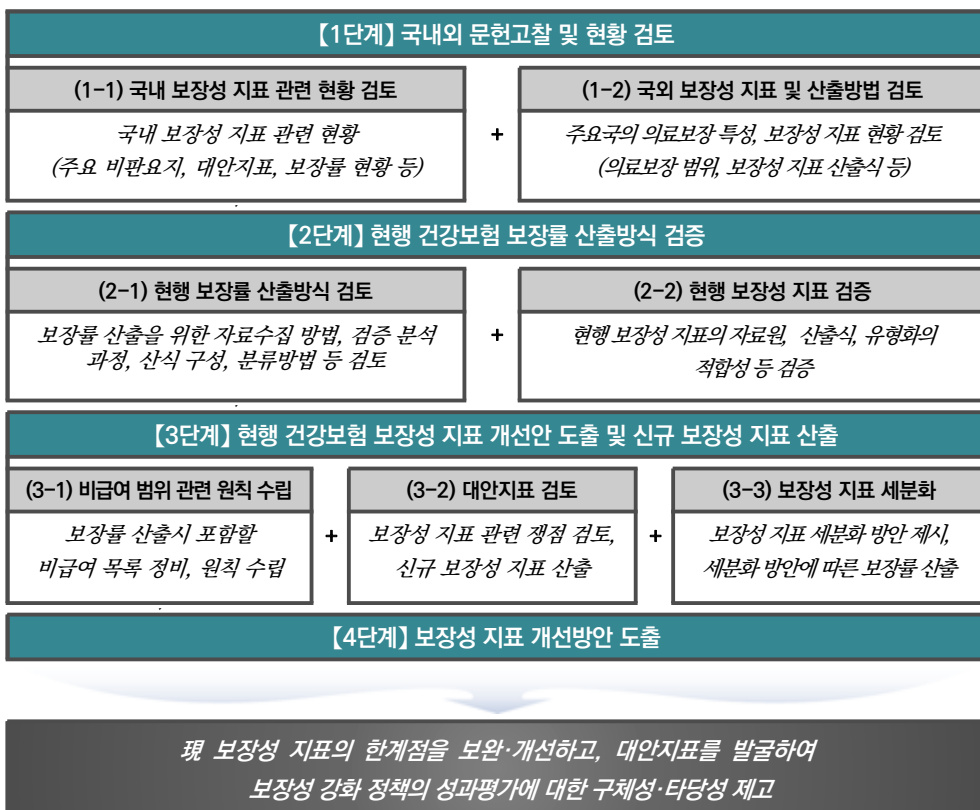 【1단계】 국내외 문헌고찰 및 현황 검토
(1-1) 국내 보장성 지표 관련 현황 검토
국내 보장성 지표 관련 현황
(주요 비판요지, 대안지표, 보장률 현황 등)
+
(1-2) 국외 보장성 지표 및 산출방법 검토
주요국의 의료보장 특성, 보장성 지표 현황 검토
(의료보장 범위, 보장성 지표 산출식 등)
【2단계】 현행 건강보험 보장률 산출방식 검증
(2-1) 현행 보장률 산출방식 검토
보장률 산출을 위한 자료수집 방법, 검증 분석
과정, 산식 구성, 분류방법 등 검토
+
(2-2) 현행 보장성 지표 검증
현행 보장성 지표의 자료원, 산출식, 유형화의
적합성 등 검증
【3단계】 현행 건강보험 보장성 지표 개선안 도출 및 신규 보장성 지표 산출
(3-1) 비급여 범위 관련 원칙 수립
보장률 산출시 포함할
비급여 목록 정비, 원칙 수립
+
(3-2) 대안지표 검토
보장성 지표 관련 쟁점 검토,
신규 보장성 지표 산출
+
(3-3) 보장성 지표 세분화
보장성 지표 세분화 방안 제시,
세분화 방안에 따른 보장률 산출
【4단계】 보장성 지표 개선방안 도출
現 보장성 지표의 한계점을 보완·개선하고, 대안지표를 발굴하여
보장성 강화 정책의 성과평가에 대한 구체성·타당성 제고